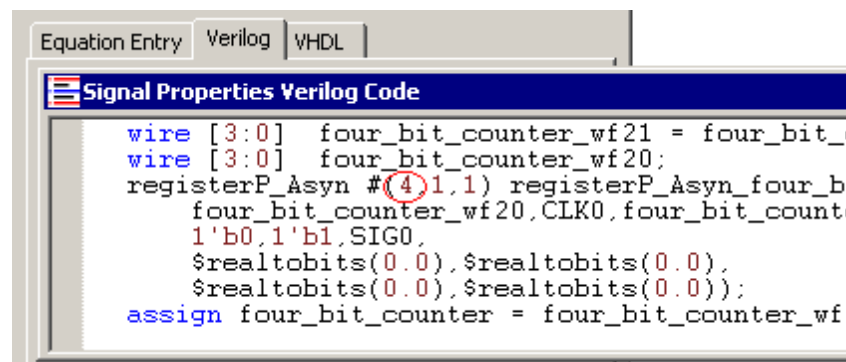 Equation Entry Verilog VHDL
Signal Properties Verilog Code
wire [3:0] four_bit_counter_wf21 = four_bit_
wire [3:0] four_bit_counter_wf20;
registerP_Asyn #(4,1,1) registerP_Asyn_four_b
four_bit_counter_wf20,CLK0,four_bit_count
1'b0,1'b1,SIG0,
$realtobits(0.0),$realtobits(0.0),
$realtobits(0.0),$realtobits(0.0));
assign four_bit_counter = four_bit_counter_wf